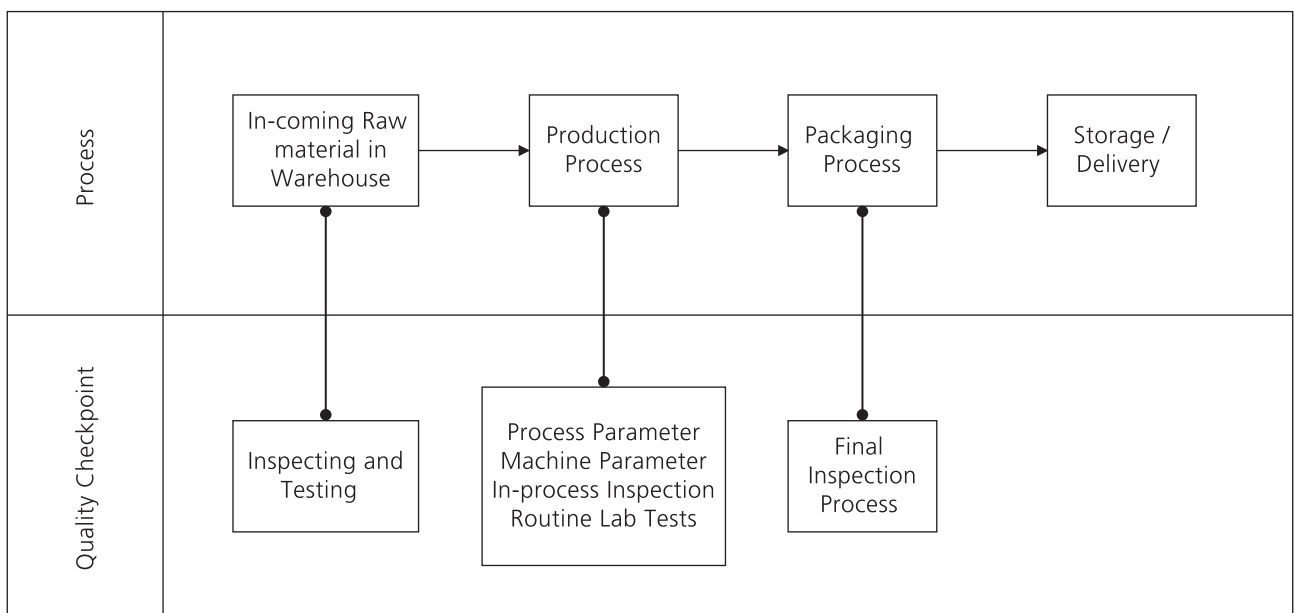 Process
In-coming Raw
material in
Warehouse
Production
Process
Packaging
Process
Storage /
Delivery
Quality Checkpoint
Inspecting and
Testing
Process Parameter
Machine Parameter
In-process Inspection
Routine Lab Tests
Final
Inspection
Process